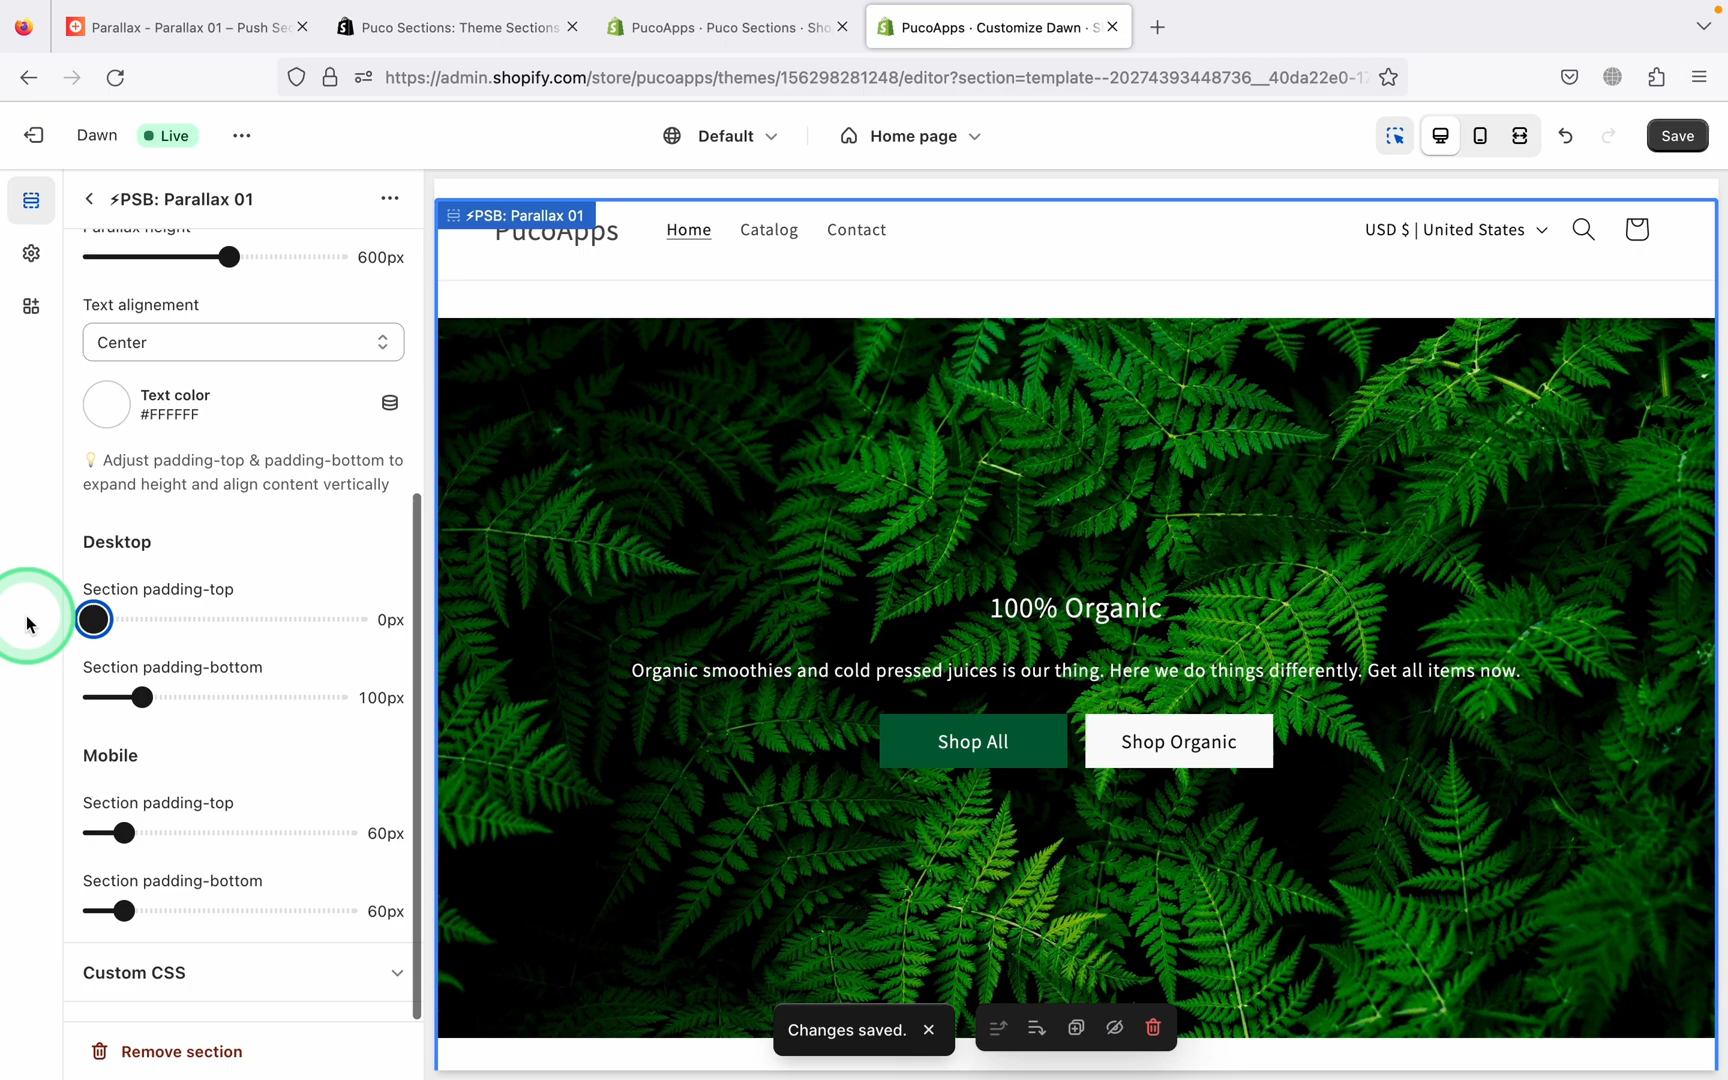 Parallax - Parallax 01 – Push Sec
Puco Sections: Theme Sections
PucoApps · Puco Sections · Sho
PucoApps · Customize Dawn · S
https://admin.shopify.com/store/pucoapps/themes/156298281248/editor?section=template--20274393448736__40da22e0-1
Dawn
Live
Default
Home page
Save
⚡PSB: Parallax 01
Parallax height
600px
Text alignement
Center
Text color
#FFFFFF
💡 Adjust padding-top & padding-bottom to
expand height and align content vertically
Desktop
Section padding-top
0px
Section padding-bottom
100px
Mobile
Section padding-top
60px
Section padding-bottom
60px
Custom CSS
Remove section
⚡PSB: Parallax 01
PucoApps
Home
Catalog
Contact
USD $ | United States
100% Organic
Organic smoothies and cold pressed juices is our thing. Here we do things differently. Get all items now.
Shop All
Shop Organic
Changes saved.